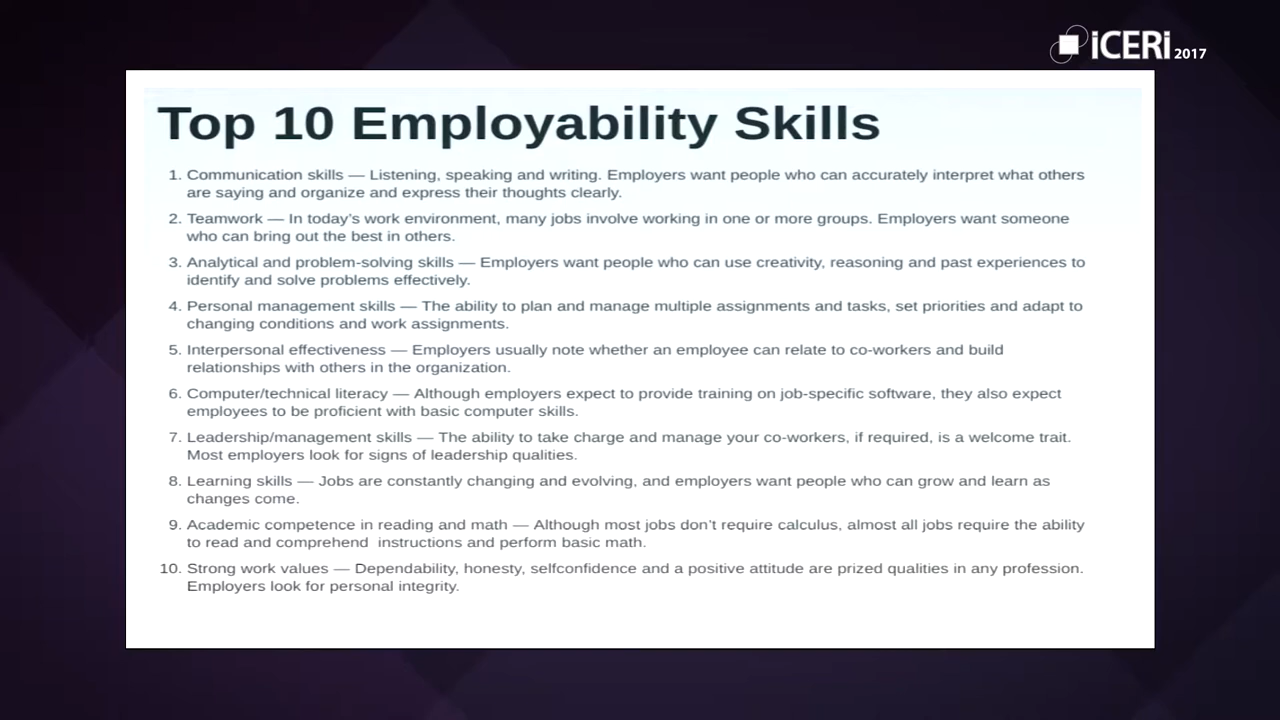 iCERi 2017
Top 10 Employability Skills
1. Communication skills — Listening, speaking and writing. Employers want people who can accurately interpret what others
are saying and organize and express their thoughts clearly.
2. Teamwork — In today’s work environment, many jobs involve working in one or more groups. Employers want someone
who can bring out the best in others.
3. Analytical and problem-solving skills — Employers want people who can use creativity, reasoning and past experiences to
identify and solve problems effectively.
4. Personal management skills — The ability to plan and manage multiple assignments and tasks, set priorities and adapt to
changing conditions and work assignments.
5. Interpersonal effectiveness — Employers usually note whether an employee can relate to co-workers and build
relationships with others in the organization.
6. Computer/technical literacy — Although employers expect to provide training on job-specific software, they also expect
employees to be proficient with basic computer skills.
7. Leadership/management skills — The ability to take charge and manage your co-workers, if required, is a welcome trait.
Most employers look for signs of leadership qualities.
8. Learning skills — Jobs are constantly changing and evolving, and employers want people who can grow and learn as
changes come.
9. Academic competence in reading and math — Although most jobs don’t require calculus, almost all jobs require the ability
to read and comprehend  instructions and perform basic math.
10. Strong work values — Dependability, honesty, selfconfidence and a positive attitude are prized qualities in any profession.
Employers look for personal integrity.